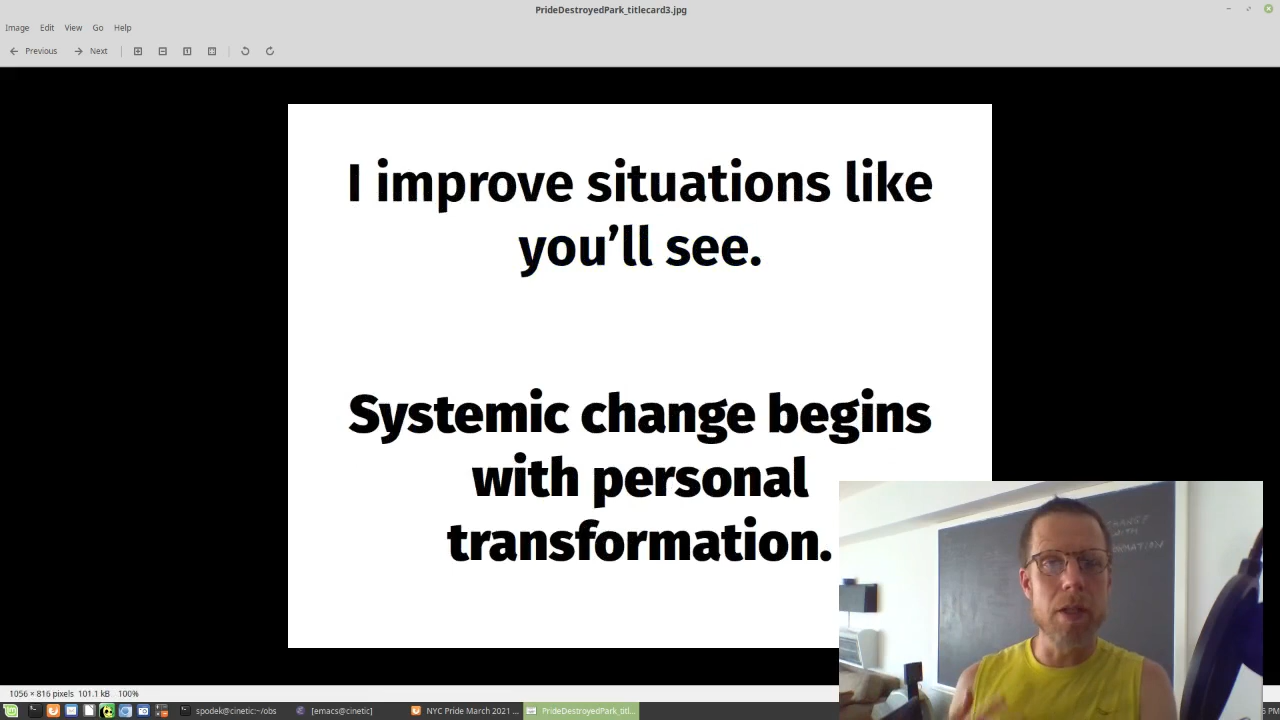 PrideDestroyedPark_titlecard3.jpg
Image Edit View Go Help
Previous Next
I improve situations like
you’ll see.
Systemic change begins
with personal
transformation.
1056 × 816 pixels 101.1 kB 100%
spodek@cinetic:~/obs [emacs@cinetic] NYC Pride March 2021 ... PrideDestroyedPark_titl...